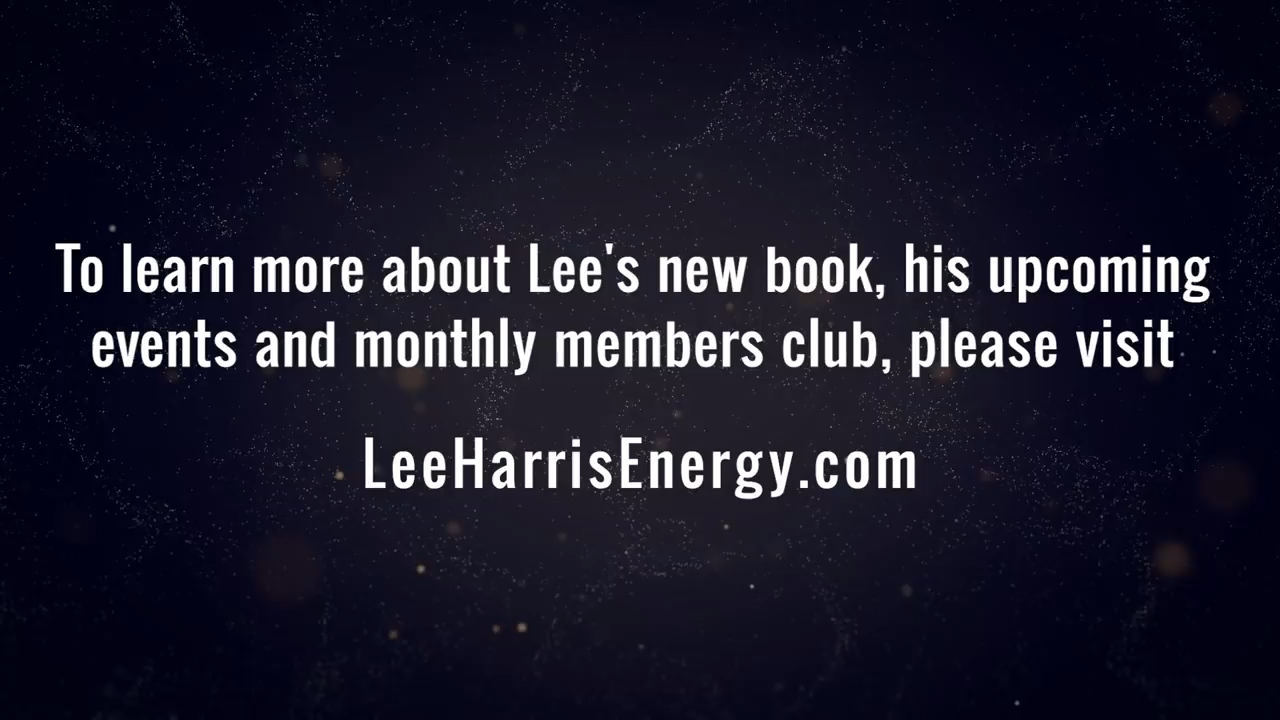 To learn more about Lee's new book, his upcoming
events and monthly members club, please visit
LeeHarrisEnergy.com